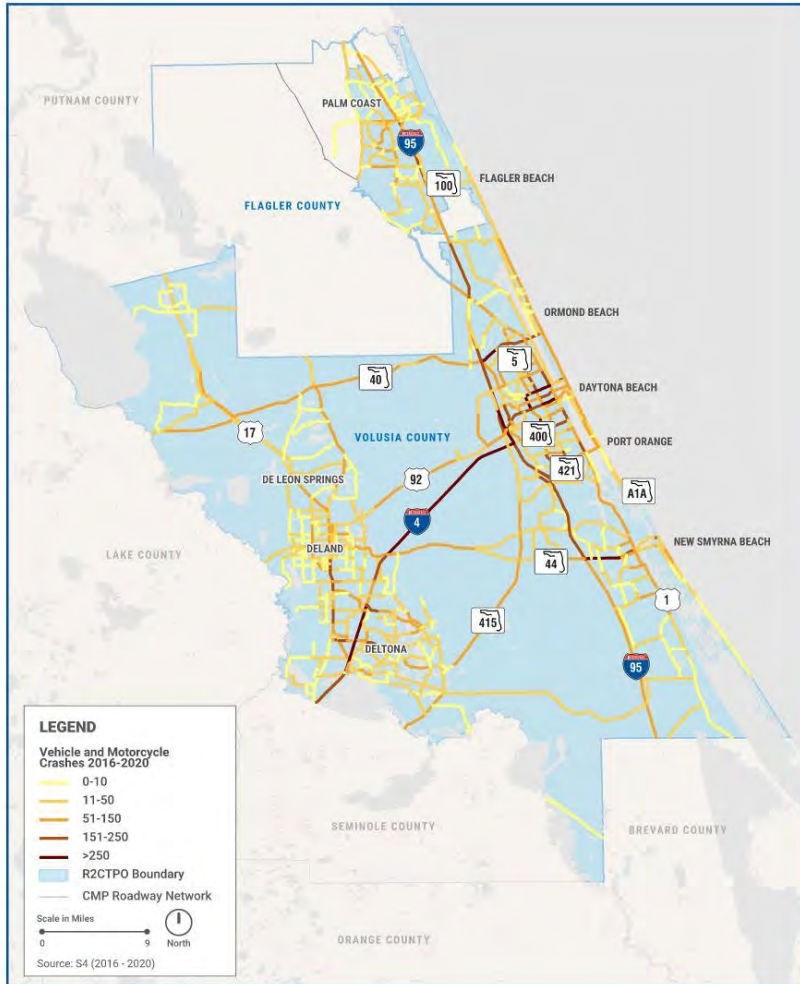 PUTNAM COUNTY
PALM COAST
INTERSTATE
95
100
FLAGLER BEACH
FLAGLER COUNTY
ORMOND BEACH
5
40
DAYTONA BEACH
17
VOLUSIA COUNTY
400
PORT ORANGE
421
DE LEON SPRINGS
92
A1A
INTERSTATE
4
LAKE COUNTY
DELAND
NEW SMYRNA BEACH
44
1
415
DELTONA
INTERSTATE
95
LEGEND
Vehicle and Motorcycle
Crashes 2016-2020
0-10
11-50
51-150
151-250
>250
R2CTPO Boundary
CMP Roadway Network
Scale in Miles
0 9
North
Source: S4 (2016 - 2020)
SEMINOLE COUNTY
BREVARD COUNTY
ORANGE COUNTY